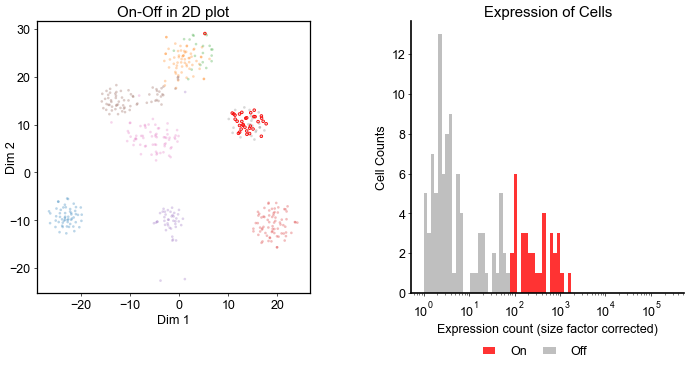 On-Off in 2D plot
30
20
10
0
−10
−20
Dim 2
−20 −10 0 10 20
Dim 1
Expression of Cells
12
10
8
6
4
2
0
Cell Counts
10^0 10^1 10^2 10^3 10^4 10^5
Expression count (size factor corrected)
On Off